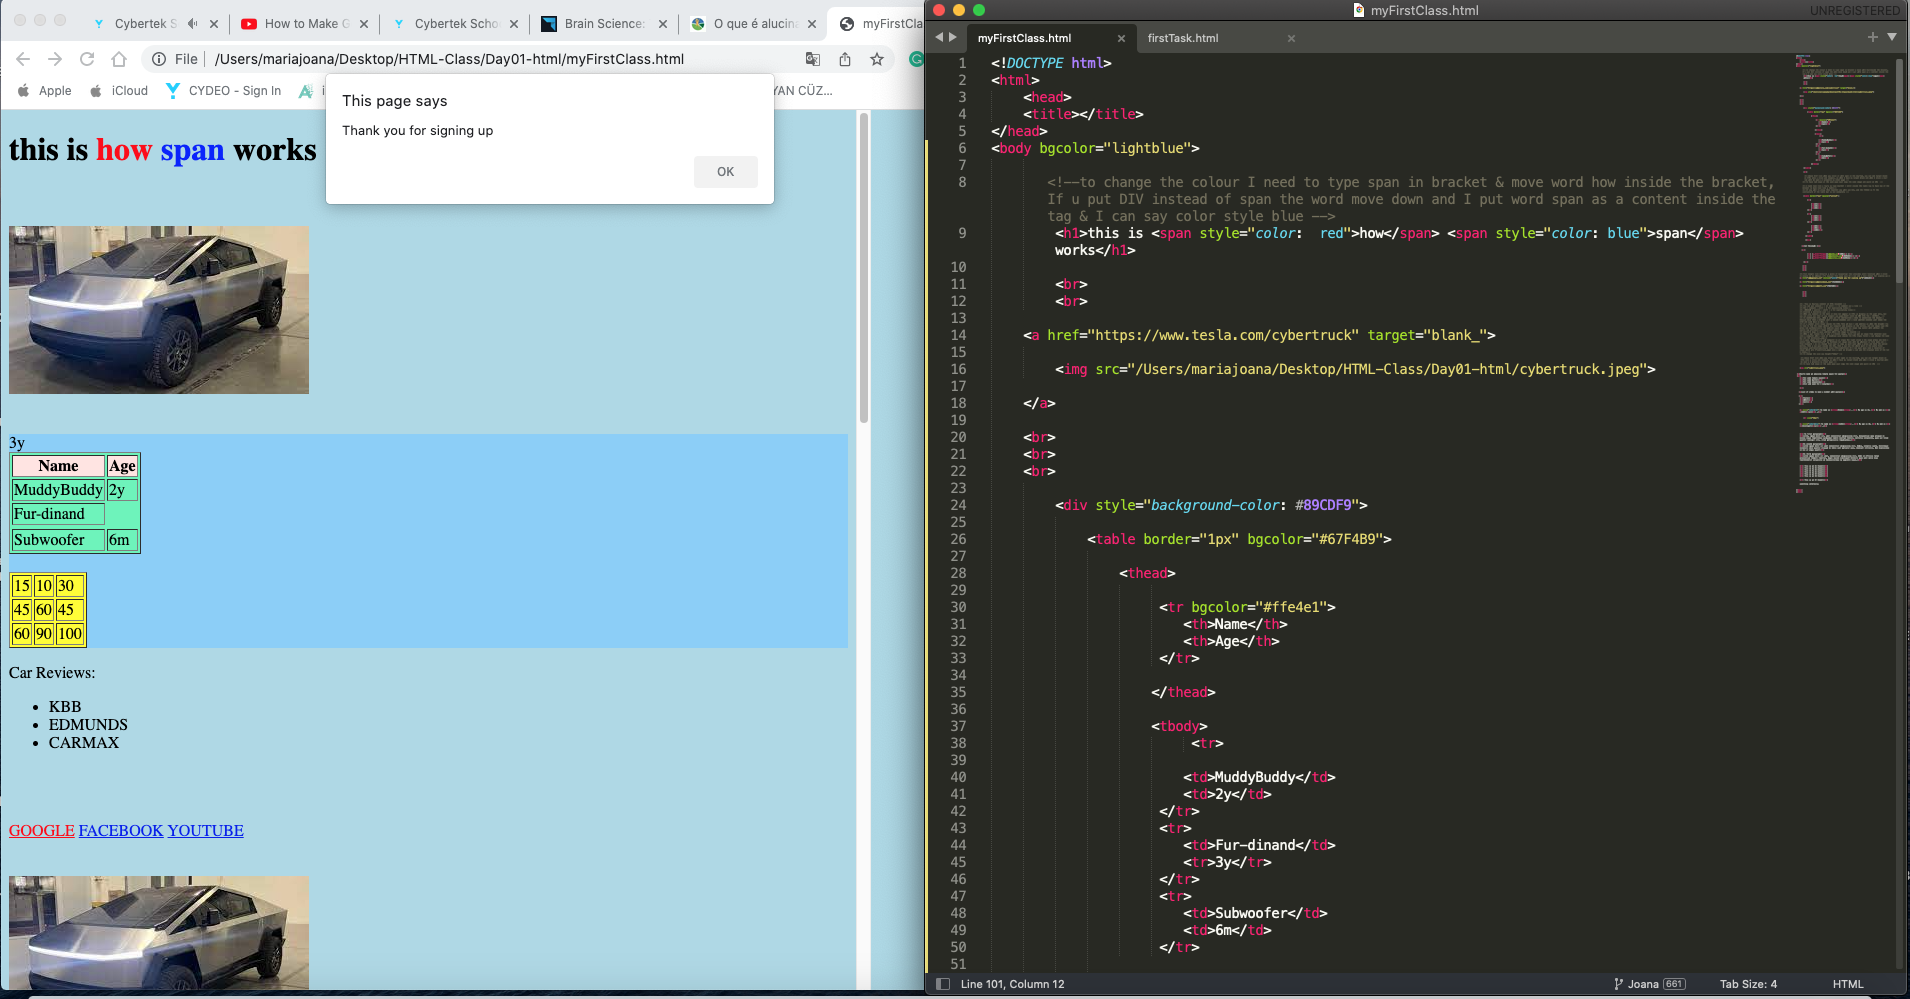 Cybertek S
How to Make G
Cybertek Schoo
Brain Science:
O que é alucina
myFirstCla
File
/Users/mariajoana/Desktop/HTML-Class/Day01-html/myFirstClass.html
Apple
iCloud
CYDEO - Sign In
YAN CÜZ...
This page says
Thank you for signing up
OK
this is how span works
3y
Name Age
MuddyBuddy 2y
Fur-dinand
Subwoofer 6m
15 10 30
45 60 45
60 90 100
Car Reviews:
• KBB
• EDMUNDS
• CARMAX
GOOGLE FACEBOOK YOUTUBE
myFirstClass.html
UNREGISTERED
myFirstClass.html
firstTask.html
1 <!DOCTYPE html>
2 <html>
3 <head>
4 <title></title>
5 </head>
6 <body bgcolor="lightblue">
7
8 <!--to change the colour I need to type span in bracket & move word how inside the bracket,
If u put DIV instead of span the word move down and I put word span as a content inside the
tag & I can say color style blue -->
9 <h1>this is <span style="color:  red">how</span> <span style="color: blue">span</span>
works</h1>
10
11 <br>
12 <br>
13
14 <a href="https://www.tesla.com/cybertruck" target="blank_">
15
16 <img src="/Users/mariajoana/Desktop/HTML-Class/Day01-html/cybertruck.jpeg">
17
18 </a>
19
20 <br>
21 <br>
22 <br>
23
24 <div style="background-color: #89CDF9">
25
26 <table border="1px" bgcolor="#67F4B9">
27
28 <thead>
29
30 <tr bgcolor="#ffe4e1">
31 <th>Name</th>
32 <th>Age</th>
33 </tr>
34
35 </thead>
36
37 <tbody>
38 <tr>
39
40 <td>MuddyBuddy</td>
41 <td>2y</td>
42 </tr>
43 <tr>
44 <td>Fur-dinand</td>
45 <tr>3y</tr>
46 </tr>
47 <tr>
48 <td>Subwoofer</td>
49 <td>6m</td>
50 </tr>
51
Line 101, Column 12
Joana 661
Tab Size: 4
HTML